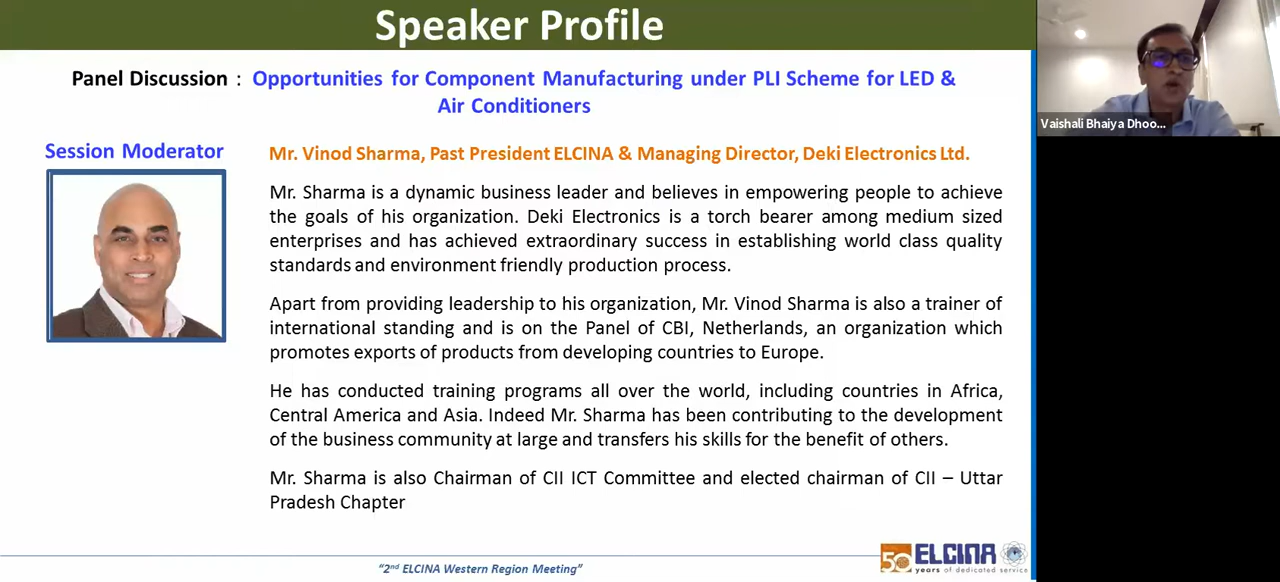 Speaker Profile
Panel Discussion : Opportunities for Component Manufacturing under PLI Scheme for LED &
Air Conditioners
Session Moderator
Mr. Vinod Sharma, Past President ELCINA & Managing Director, Deki Electronics Ltd.
Mr. Sharma is a dynamic business leader and believes in empowering people to achieve
the goals of his organization. Deki Electronics is a torch bearer among medium sized
enterprises and has achieved extraordinary success in establishing world class quality
standards and environment friendly production process.
Apart from providing leadership to his organization, Mr. Vinod Sharma is also a trainer of
international standing and is on the Panel of CBI, Netherlands, an organization which
promotes exports of products from developing countries to Europe.
He has conducted training programs all over the world, including countries in Africa,
Central America and Asia. Indeed Mr. Sharma has been contributing to the development
of the business community at large and transfers his skills for the benefit of others.
Mr. Sharma is also Chairman of CII ICT Committee and elected chairman of CII – Uttar
Pradesh Chapter
"2nd ELCINA Western Region Meeting"
50 ELCINA
years of dedicated service
Vaishali Bhaiya Dhoo...